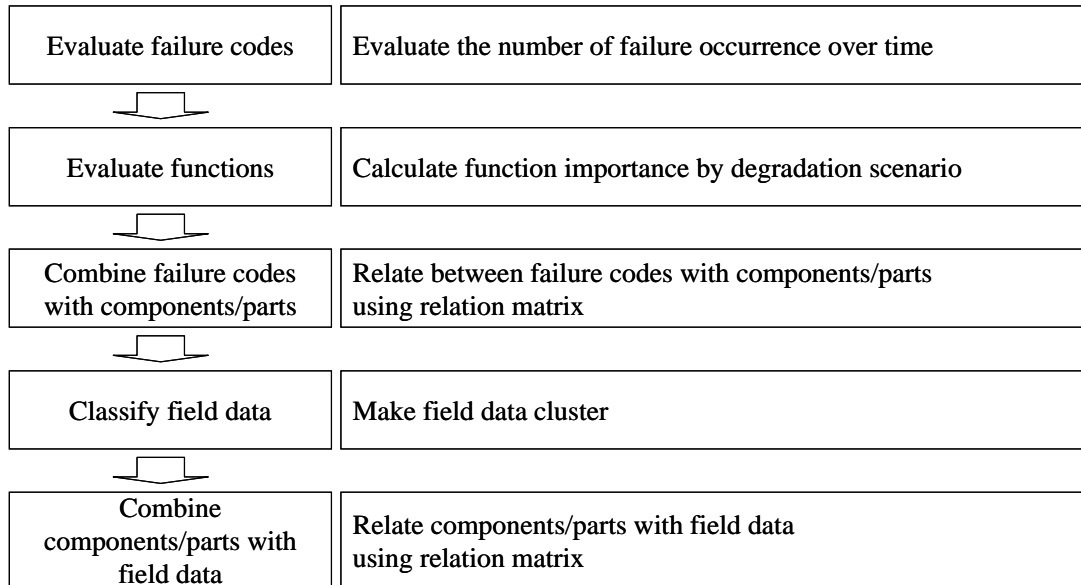 Evaluate failure codes
Evaluate the number of failure occurrence over time
Evaluate functions
Calculate function importance by degradation scenario
Combine failure codes
with components/parts
Relate between failure codes with components/parts
using relation matrix
Classify field data
Make field data cluster
Combine
components/parts with
field data
Relate components/parts with field data
using relation matrix